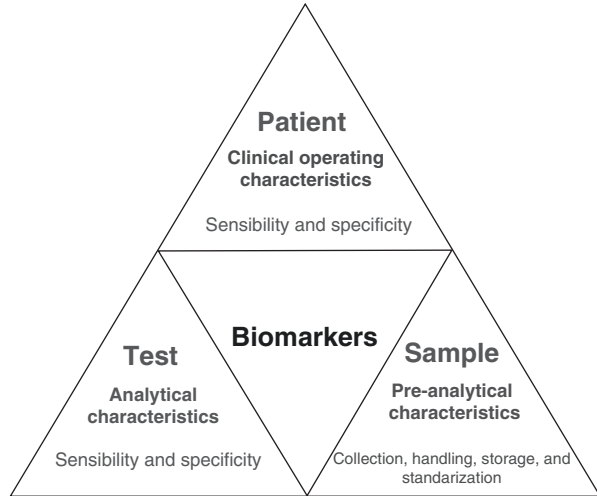 Patient
Clinical operating
characteristics
Sensibility and specificity
Biomarkers
Test
Analytical
characteristics
Sensibility and specificity
Sample
Pre-analytical
characteristics
Collection, handling, storage, and
standarization